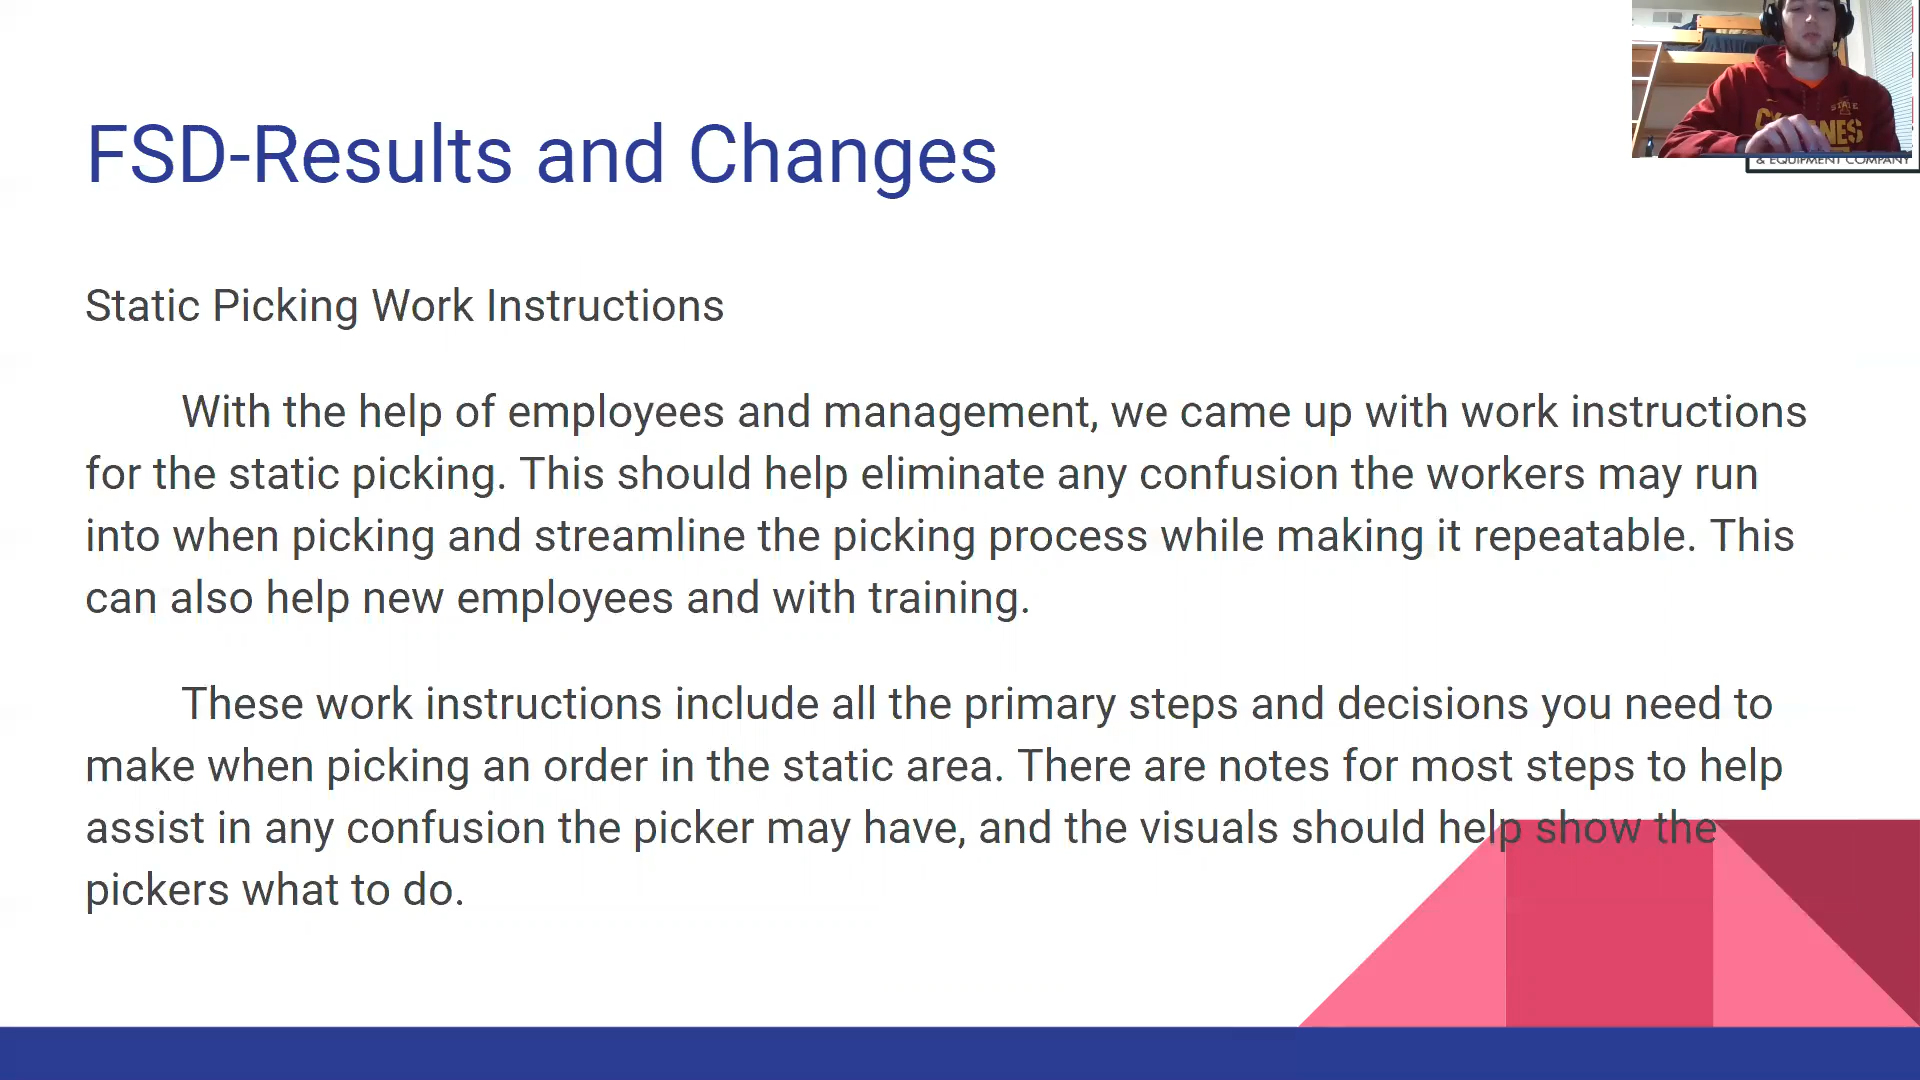 FSD-Results and Changes
STATE
& EQUIPMENT COMPANY
Static Picking Work Instructions
With the help of employees and management, we came up with work instructions
for the static picking. This should help eliminate any confusion the workers may run
into when picking and streamline the picking process while making it repeatable. This
can also help new employees and with training.
These work instructions include all the primary steps and decisions you need to
make when picking an order in the static area. There are notes for most steps to help
assist in any confusion the picker may have, and the visuals should help show the
pickers what to do.